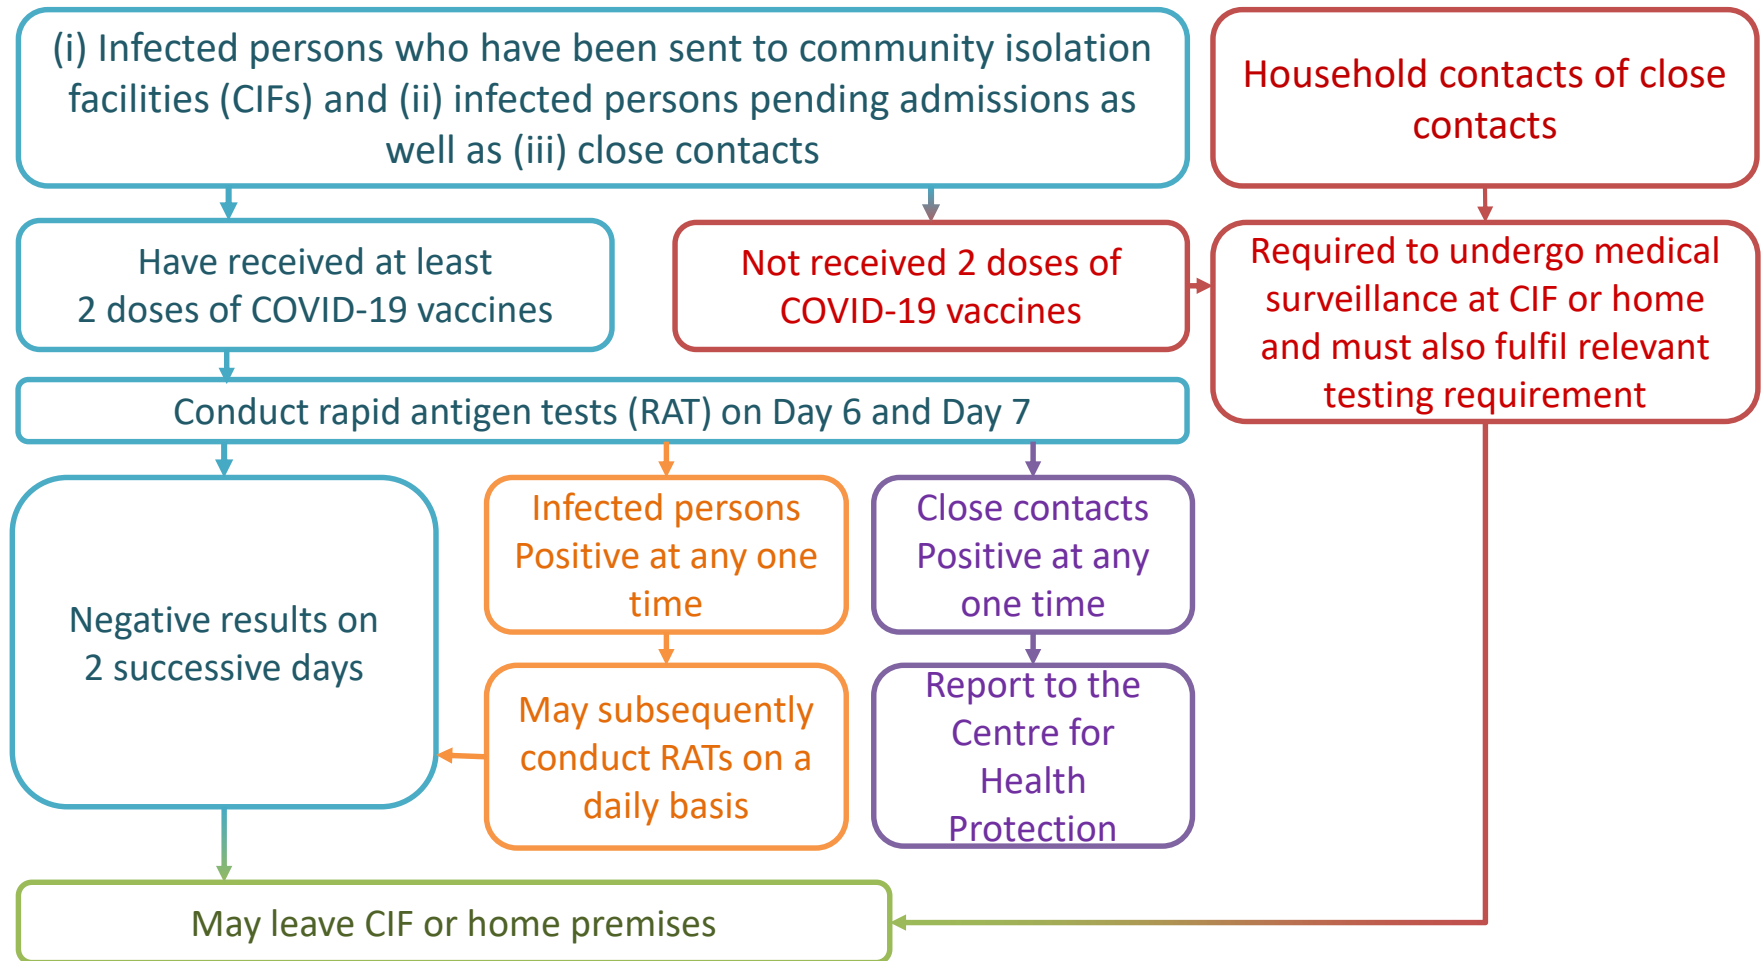 (i) Infected persons who have been sent to community isolation
facilities (CIFs) and (ii) infected persons pending admissions as
well as (iii) close contacts
Household contacts of close
contacts
Have received at least
2 doses of COVID-19 vaccines
Not received 2 doses of
COVID-19 vaccines
Required to undergo medical
surveillance at CIF or home
and must also fulfil relevant
testing requirement
Conduct rapid antigen tests (RAT) on Day 6 and Day 7
Negative results on
2 successive days
Infected persons
Positive at any one
time
Close contacts
Positive at any
one time
May subsequently
conduct RATs on a
daily basis
Report to the
Centre for
Health
Protection
May leave CIF or home premises